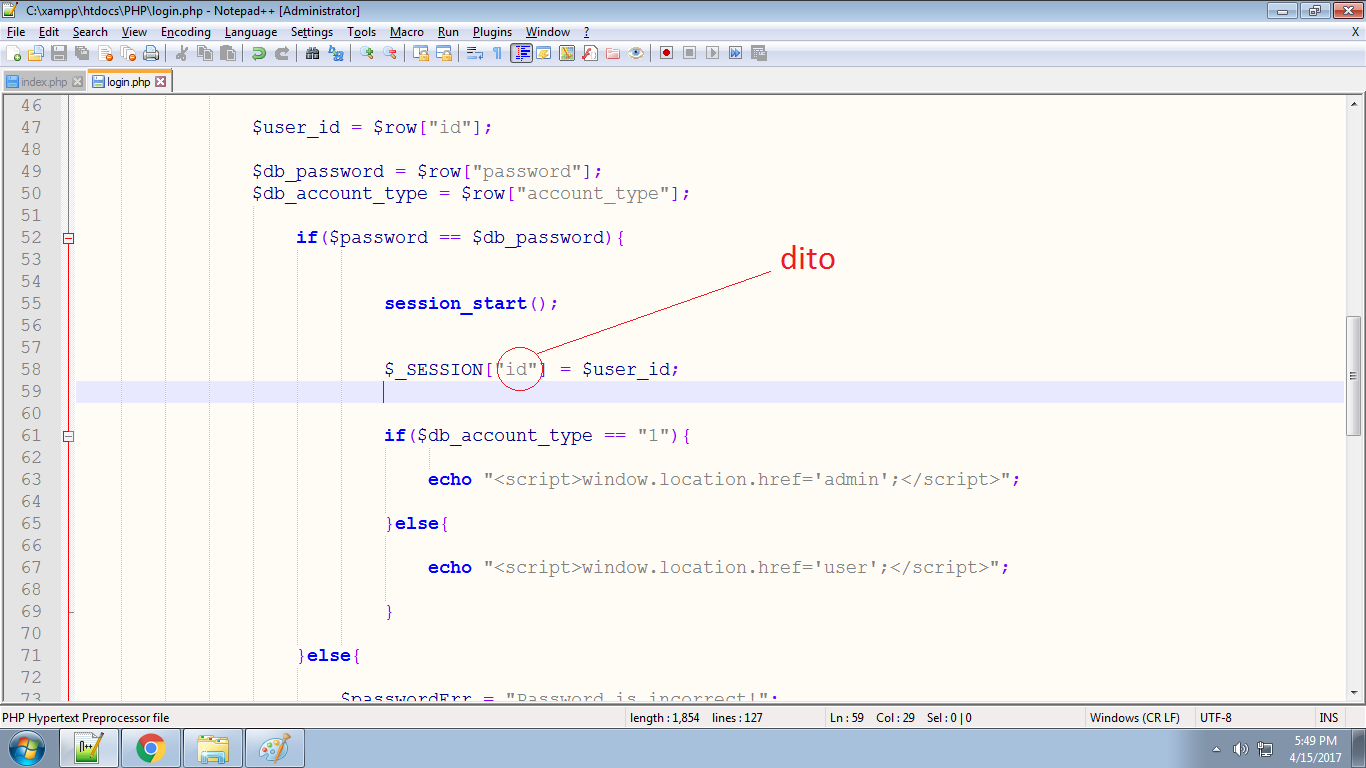 C:\xampp\htdocs\PHP\login.php - Notepad++ [Administrator]
File Edit Search View Encoding Language Settings Tools Macro Run Plugins Window ? X
index.php login.php
46
47 $user_id = $row["id"];
48
49 $db_password = $row["password"];
50 $db_account_type = $row["account_type"];
51
52 if($password == $db_password){
dito
53
54
55 session_start();
56
57
58 $_SESSION["id"] = $user_id;
59
60
61 if($db_account_type == "1"){
62
63 echo "<script>window.location.href='admin';</script>";
64
65 }else{
66
67 echo "<script>window.location.href='user';</script>";
68
69 }
70
71 }else{
72
73 $passwordErr = "Password is incorrect!";
PHP Hypertext Preprocessor file length : 1,854 lines : 127 Ln : 59 Col : 29 Sel : 0 | 0 Windows (CR LF) UTF-8 INS
5:49 PM
4/15/2017